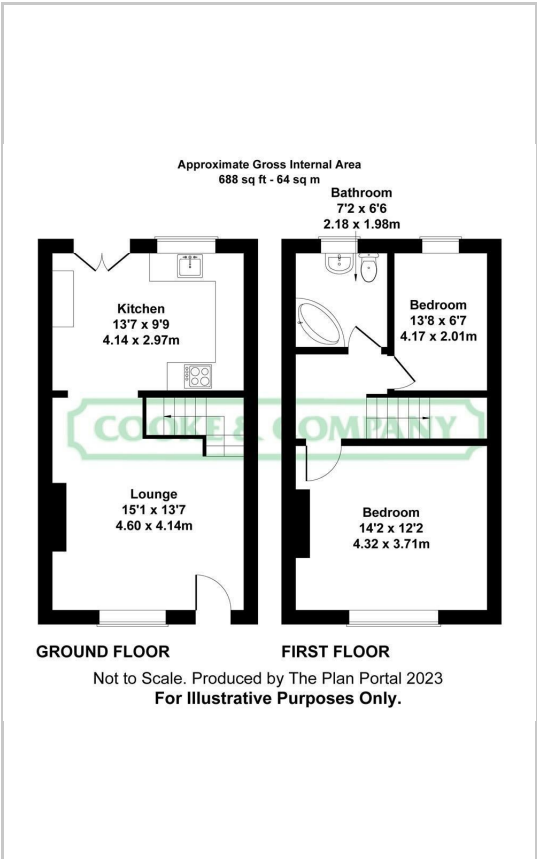 Approximate Gross Internal Area
688 sq ft - 64 sq m
Bathroom
7'2 x 6'6
2.18 x 1.98m
Kitchen
13'7 x 9'9
4.14 x 2.97m
Bedroom
13'8 x 6'7
4.17 x 2.01m
COOKE & COMPANY
Lounge
15'1 x 13'7
4.60 x 4.14m
Bedroom
14'2 x 12'2
4.32 x 3.71m
GROUND FLOOR
FIRST FLOOR
Not to Scale. Produced by The Plan Portal 2023
For Illustrative Purposes Only.